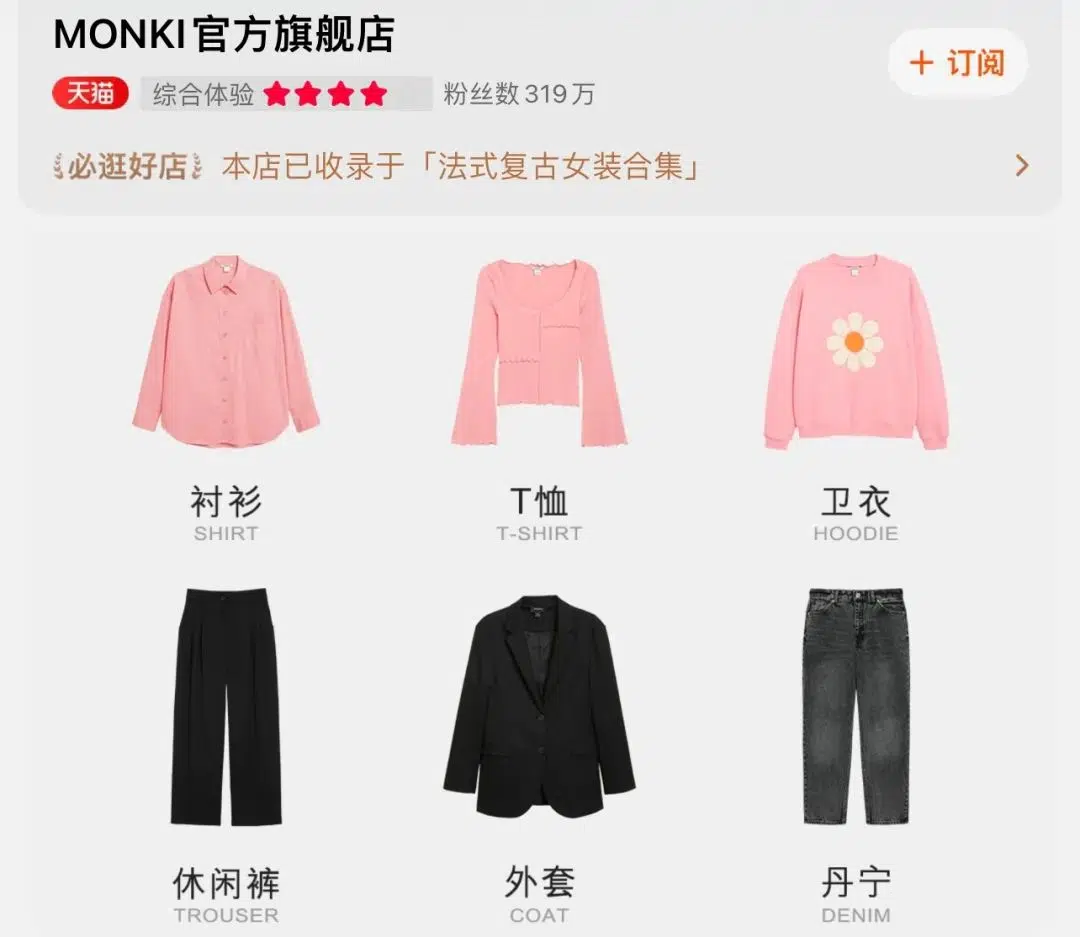 MONKI官方旗舰店
+ 订阅
天猫 综合体验 粉丝数319万
必逛好店 本店已收录于「法式复古女装合集」
衬衫 T恤 卫衣
SHIRT T-SHIRT HOODIE
休闲裤 外套 丹宁
TROUSER COAT DENIM